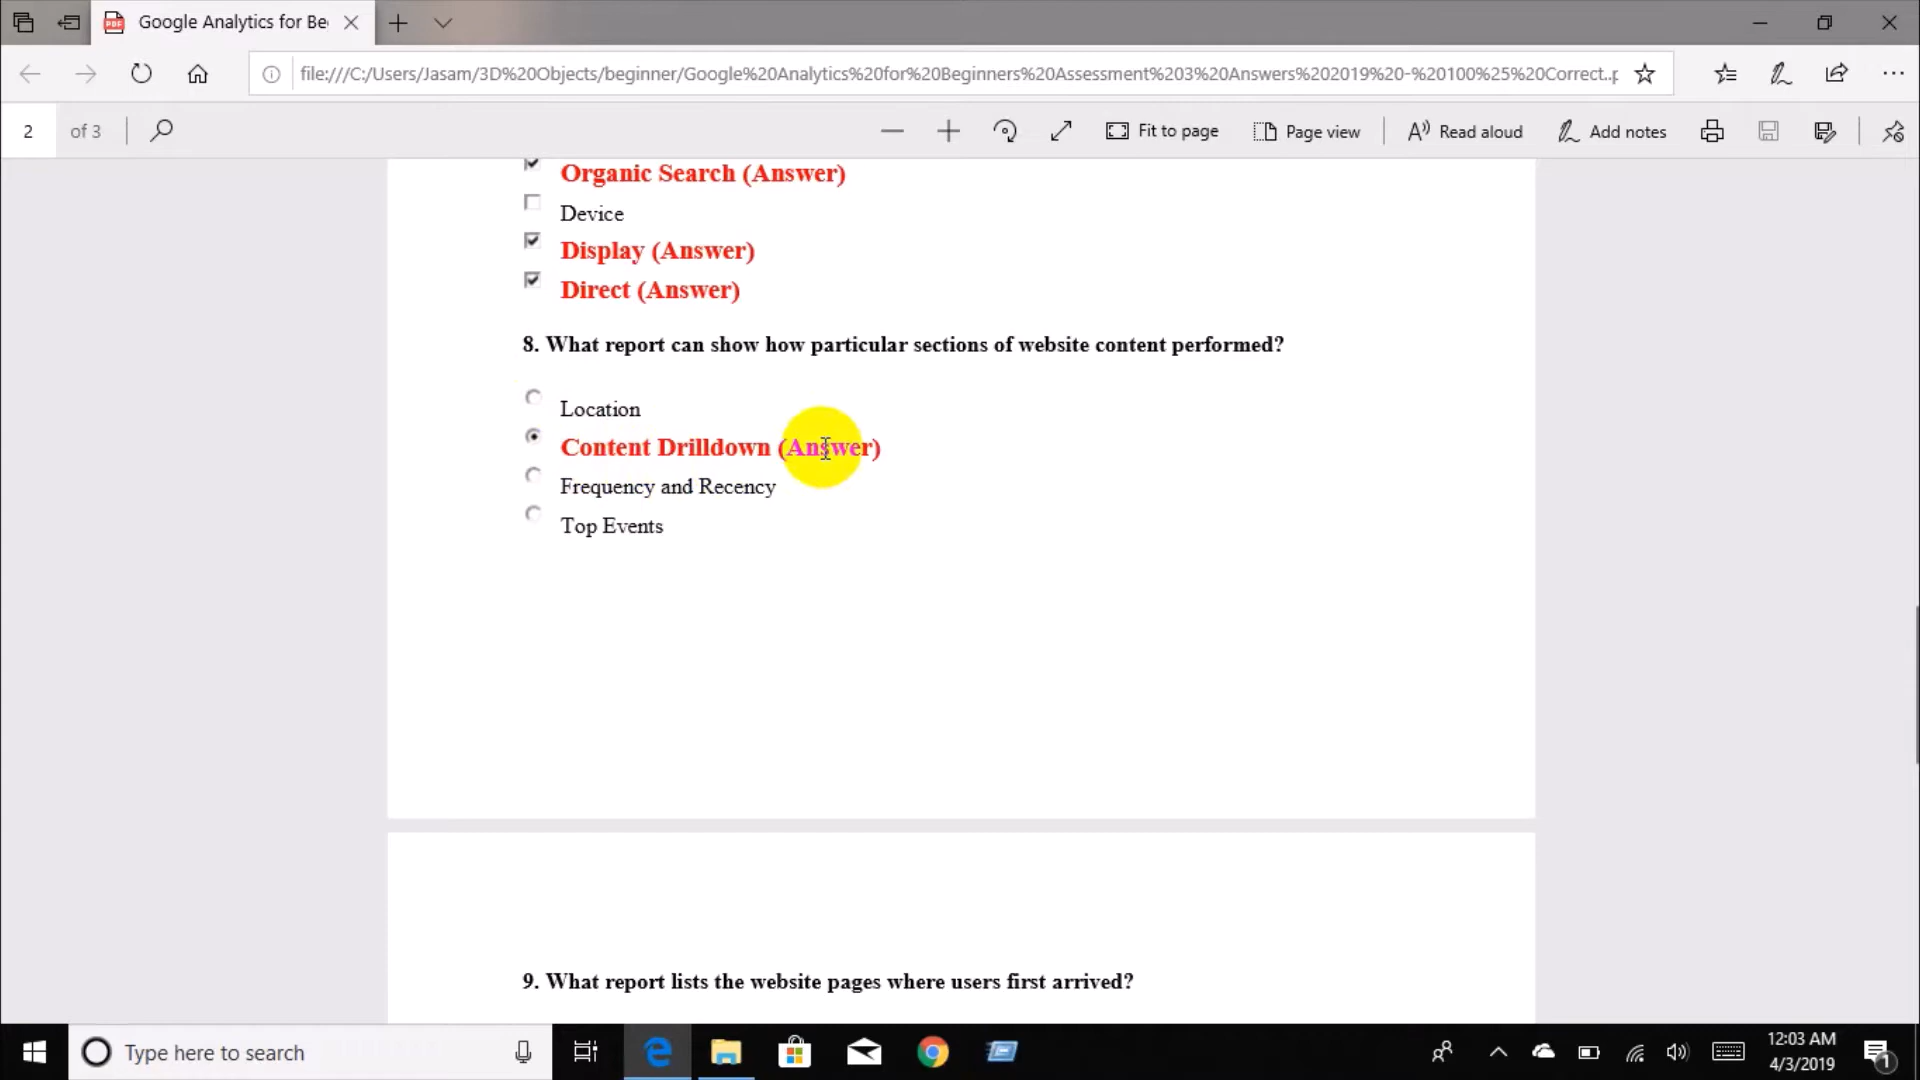 Google Analytics for Be
file:///C:/Users/Jasam/3D%20Objects/beginner/Google%20Analytics%20for%20Beginners%20Assessment%203%20Answers%202019%20-%20100%25%20Correct..p
2 of 3
Fit to page
Page view
Read aloud
Add notes
Organic Search (Answer)
Device
Display (Answer)
Direct (Answer)
8. What report can show how particular sections of website content performed?
Location
Content Drilldown (Answer)
Frequency and Recency
Top Events
9. What report lists the website pages where users first arrived?
Type here to search
12:03 AM
4/3/2019
1